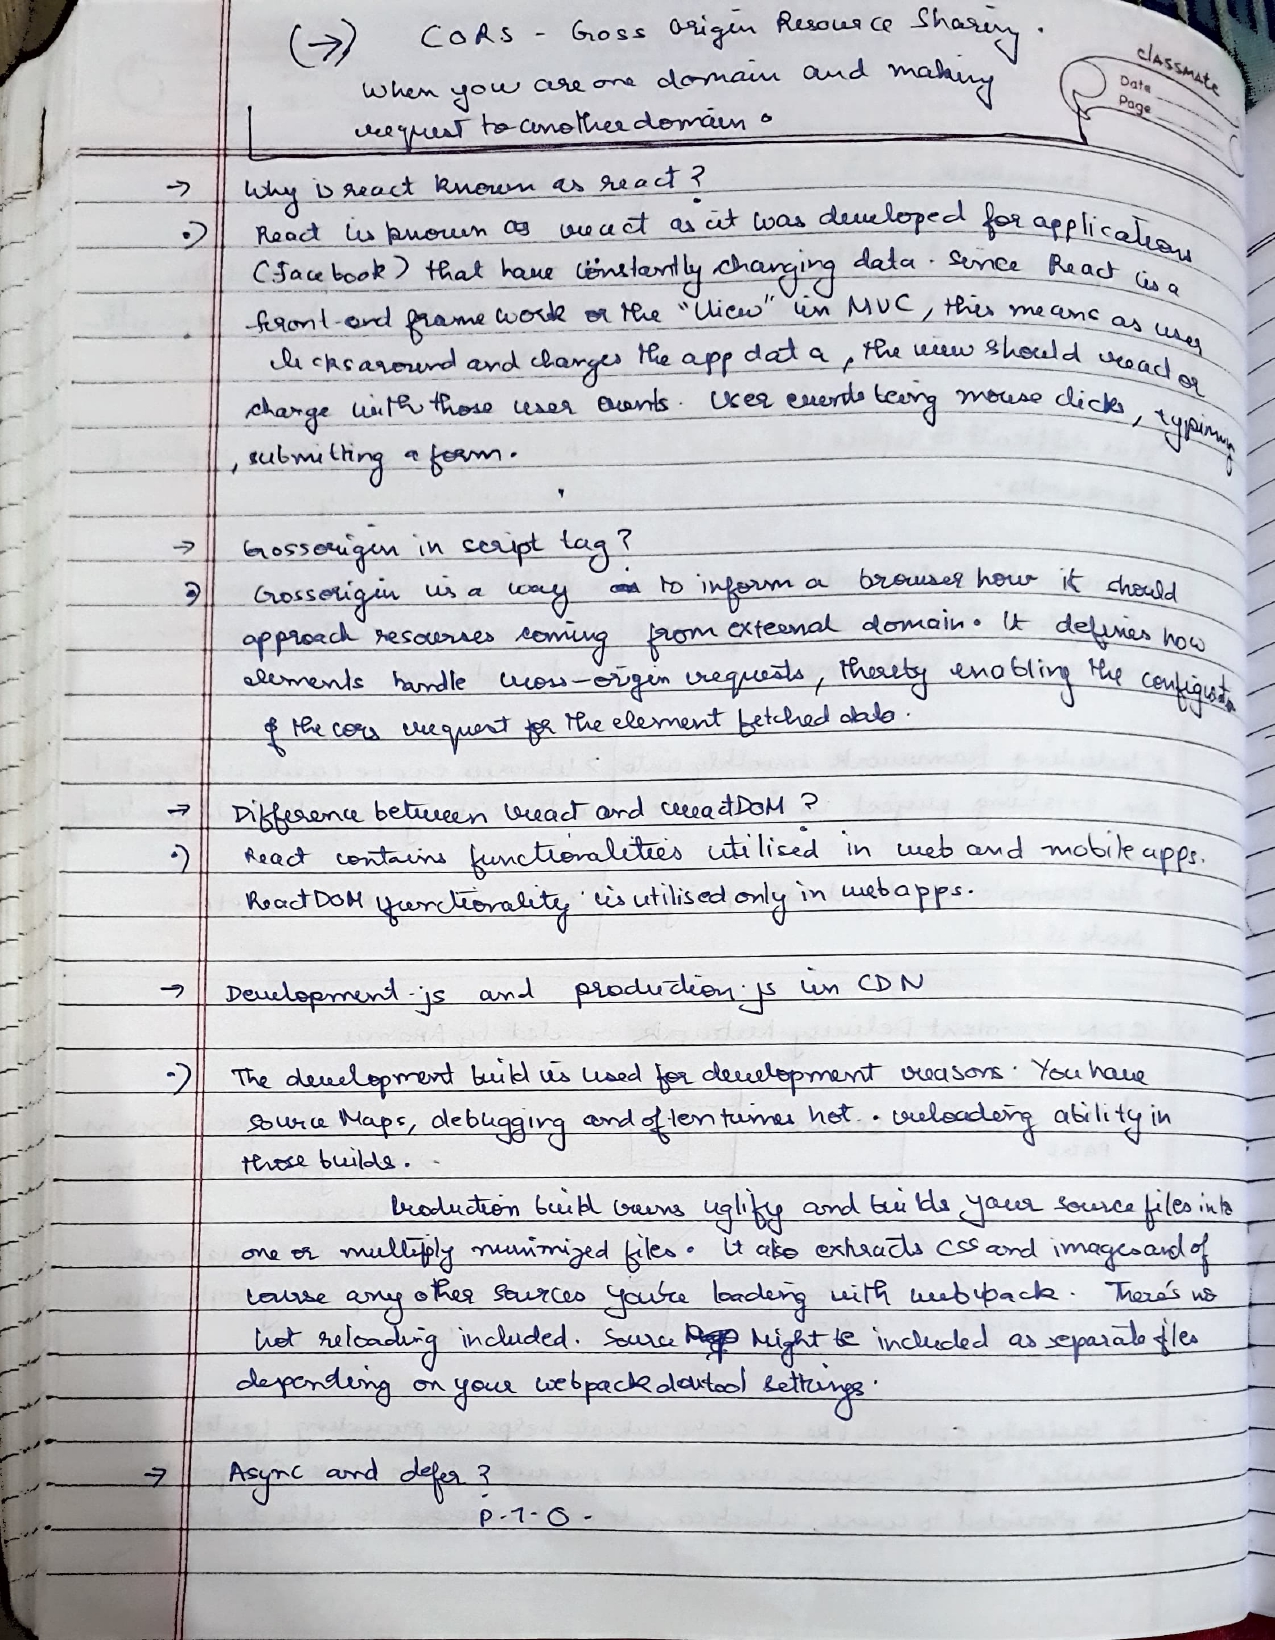 (→) CORS - Cross Origin Resource Sharing.
When you are one domain and making
request to another domain.
classmate
Date
Page
→ Why is react known as react?
•) React is known as react as it was developed for applications
(facebook) that have constantly changing data. Since React is a
front-end frame work or the "View" in MVC, this means as user
clicks around and changes the app data, the view should react or
change with those user events. User events being mouse clicks, typing
, submitting a form.
→ Crossorigin in script tag?
•) Crossorigin is a way to inform a browser how it should
approach resourses coming from external domain. It defines how
elements handle cross-origin requests, thereby enabling the
of the cors request for the element fetched data.
→ Difference between react and reactDOM?
•) React contains functionalities utilised in web and mobile apps.
ReactDOM functionality is utilised only in web apps.
→ Development.js and production.js in CDN
•) The development build is used for development reasons. You have
Source Maps, debugging and often times hot. reloading ability in
those builds.
Production build runs uglify and builds your source files into
one or multiply minimized files. It also extracts CSS and images and of
course any other sources you're loading with webpack. There's no
hot reloading included. Source Might be included as separate files
depending on your webpack devtool settings.
→ Async and defer?
P.T.O.